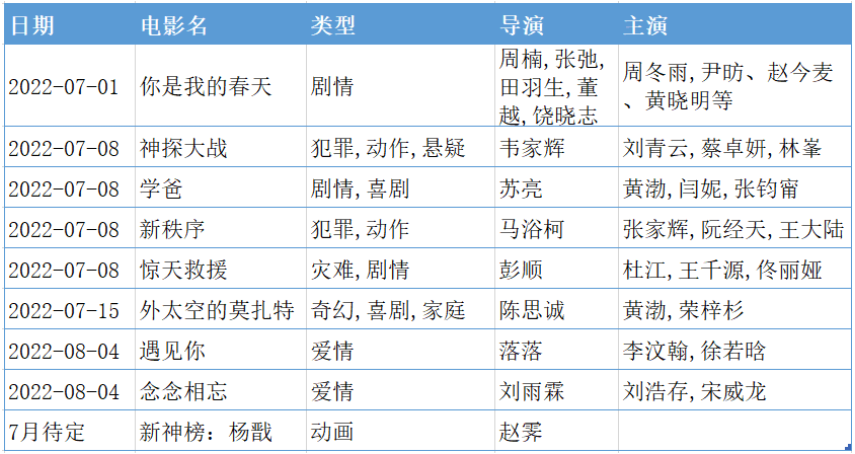 日期 电影名 类型 导演 主演
2022-07-01 你是我的春天 剧情 周楠,张弛,田羽生,董越,饶晓志 周冬雨,尹昉、赵今麦、黄晓明等
2022-07-08 神探大战 犯罪,动作,悬疑 韦家辉 刘青云,蔡卓妍,林峯
2022-07-08 学爸 剧情,喜剧 苏亮 黄渤,闫妮,张钧甯
2022-07-08 新秩序 犯罪,动作 马浴柯 张家辉,阮经天,王大陆
2022-07-08 惊天救援 灾难,剧情 彭顺 杜江,王千源,佟丽娅
2022-07-15 外太空的莫扎特 奇幻,喜剧,家庭 陈思诚 黄渤,荣梓杉
2022-08-04 遇见你 爱情 落落 李汶翰,徐若晗
2022-08-04 念念相忘 爱情 刘雨霖 刘浩存,宋威龙
7月待定 新神榜：杨戬 动画 赵霁